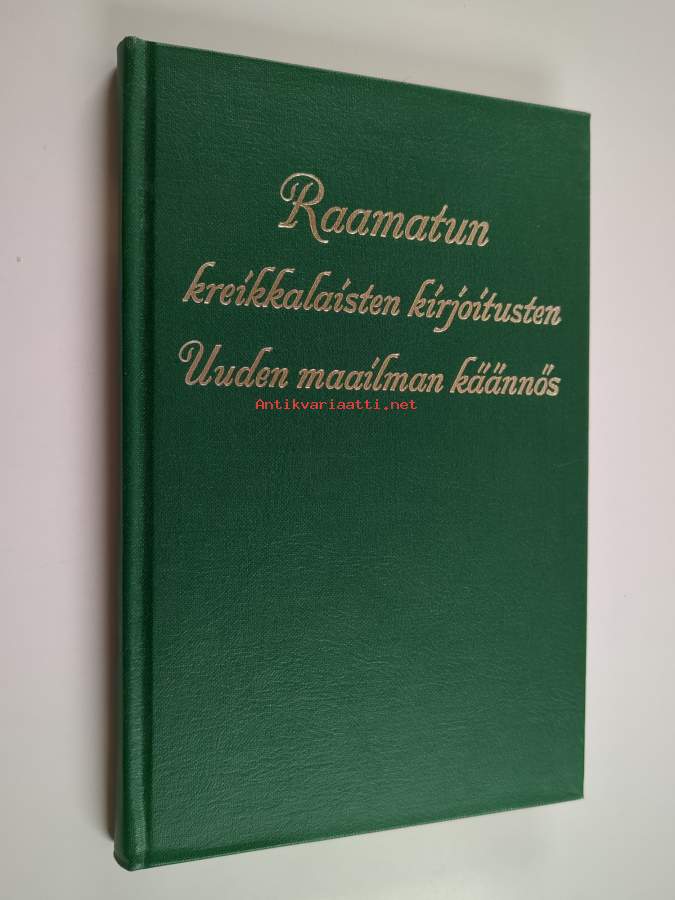 Raamatun
kreikkalaisten kirjoitusten
Uuden maailman käännös
Antikvariaatti.net